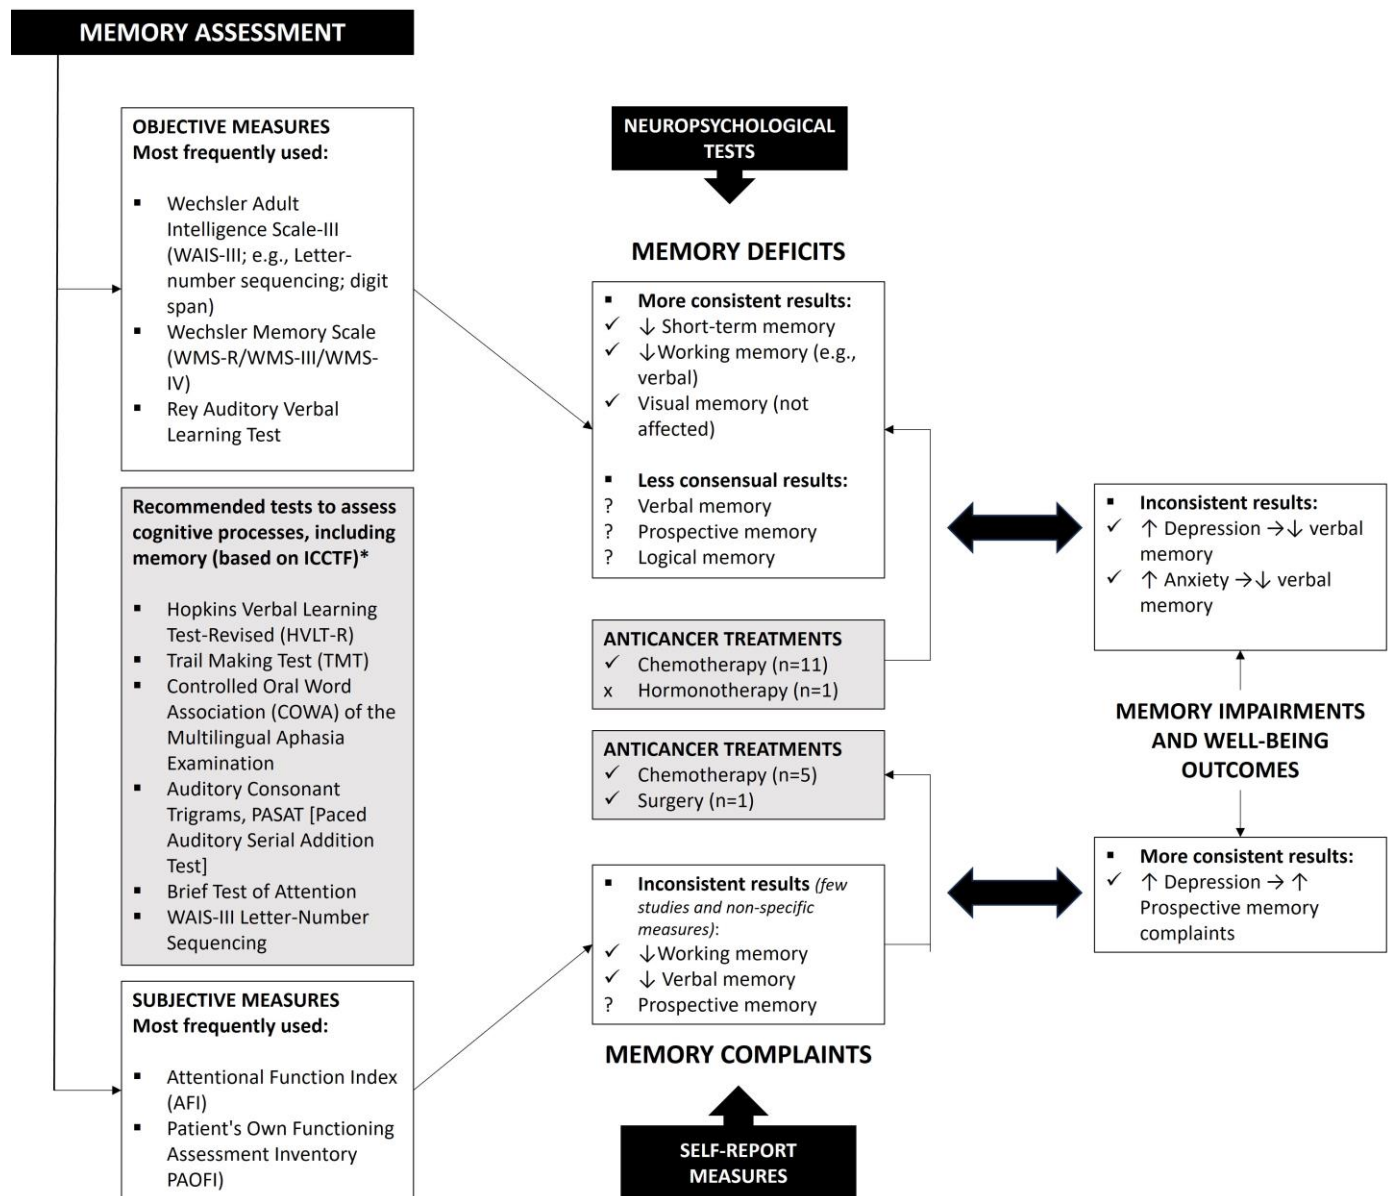 MEMORY ASSESSMENT
OBJECTIVE MEASURES
Most frequently used:
▪ Wechsler Adult
Intelligence Scale-III
(WAIS-III; e.g., Letter-
number sequencing; digit
span)
▪ Wechsler Memory Scale
(WMS-R/WMS-III/WMS-
IV)
▪ Rey Auditory Verbal
Learning Test
Recommended tests to assess
cognitive processes, including
memory (based on ICCTF)*
▪ Hopkins Verbal Learning
Test-Revised (HVLT-R)
▪ Trail Making Test (TMT)
▪ Controlled Oral Word
Association (COWA) of the
Multilingual Aphasia
Examination
▪ Auditory Consonant
Trigrams, PASAT [Paced
Auditory Serial Addition
Test]
▪ Brief Test of Attention
▪ WAIS-III Letter-Number
Sequencing
SUBJECTIVE MEASURES
Most frequently used:
▪ Attentional Function Index
(AFI)
▪ Patient's Own Functioning
Assessment Inventory
PAOFI)
NEUROPSYCHOLOGICAL
TESTS
MEMORY DEFICITS
▪ More consistent results:
✓ ↓ Short-term memory
✓ ↓Working memory (e.g.,
verbal)
✓ Visual memory (not
affected)
▪ Less consensual results:
? Verbal memory
? Prospective memory
? Logical memory
ANTICANCER TREATMENTS
✓ Chemotherapy (n=11)
x Hormonotherapy (n=1)
ANTICANCER TREATMENTS
✓ Chemotherapy (n=5)
✓ Surgery (n=1)
▪ Inconsistent results (few
studies and non-specific
measures):
✓ ↓Working memory
✓ ↓ Verbal memory
? Prospective memory
MEMORY COMPLAINTS
SELF-REPORT
MEASURES
▪ Inconsistent results:
✓ ↑ Depression →↓ verbal
memory
✓ ↑ Anxiety →↓ verbal
memory
MEMORY IMPAIRMENTS
AND WELL-BEING
OUTCOMES
▪ More consistent results:
✓ ↑ Depression → ↑
Prospective memory
complaints